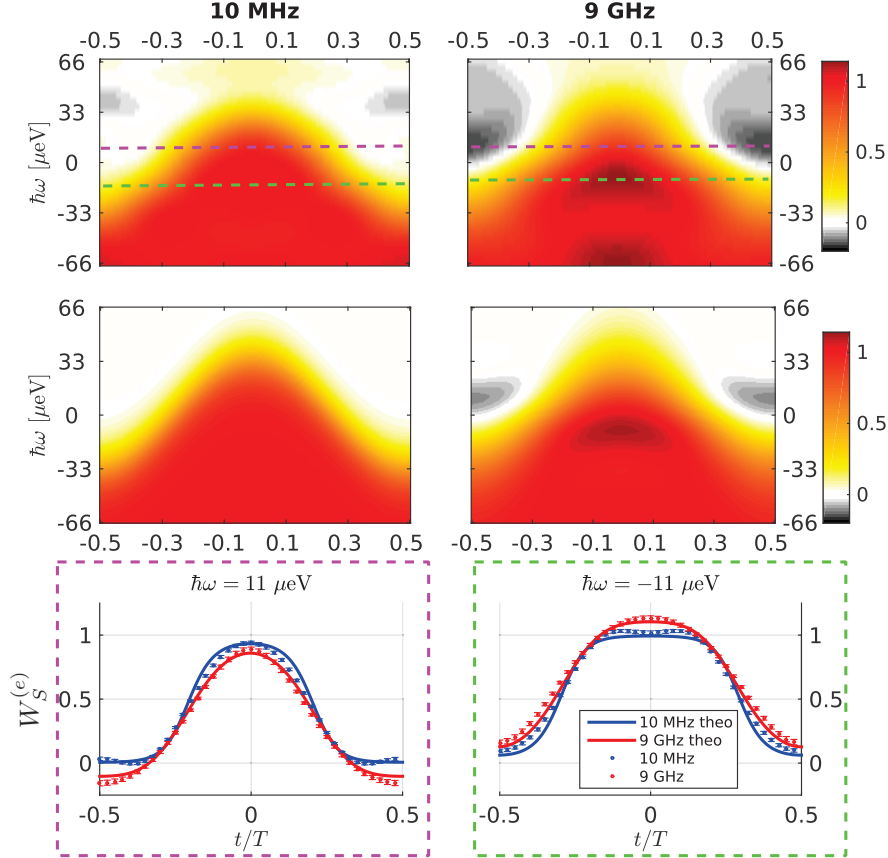 10 MHz 9 GHz
-0.5 -0.3 -0.1 0.1 0.3 0.5 -0.5 -0.3 -0.1 0.1 0.3 0.5
66 66
33 33
0 0
-33 -33
-66 -66
ħω [μeV]
1
0.5
0
66 66
33 33
0 0
-33 -33
-66 -66
ħω [μeV]
1
0.5
0
-0.5 -0.3 -0.1 0.1 0.3 0.5 -0.5 -0.3 -0.1 0.1 0.3 0.5
ħω = 11 μeV
1
0.5
0
W_S^(e)
-0.5 0 0.5
t/T
ħω = −11 μeV
1
0.5
0
10 MHz theo
9 GHz theo
10 MHz
9 GHz
-0.5 0 0.5
t/T